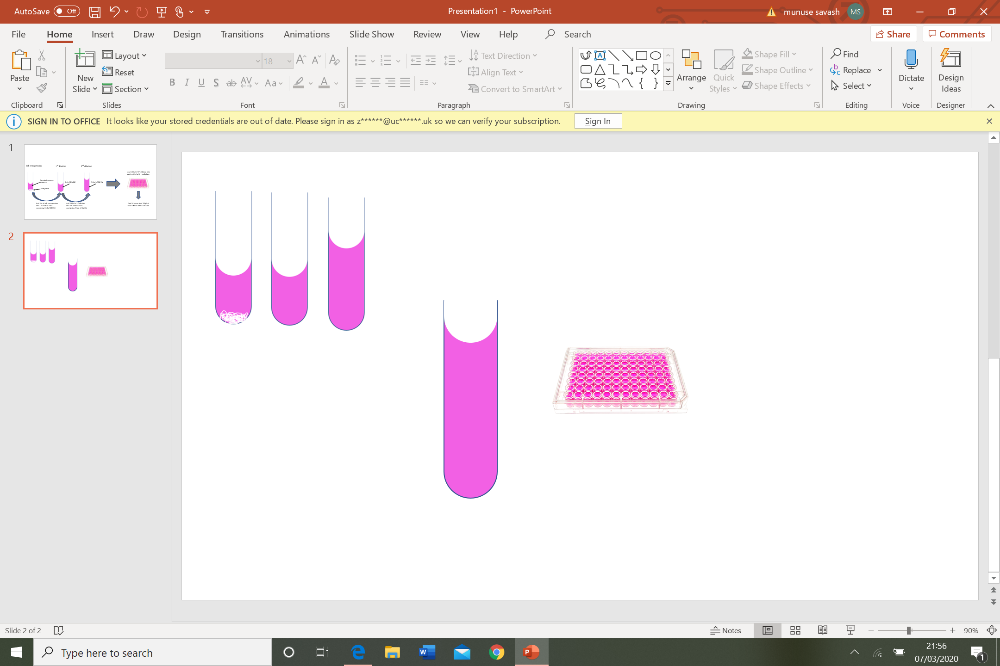 AutoSave Off
Presentation1 - PowerPoint
munuse savash MS
File Home Insert Draw Design Transitions Animations Slide Show Review View Help Search
Share Comments
Paste
New Slide
Layout
Reset
Section
18
Text Direction
Align Text
Convert to SmartArt
Arrange
Quick Styles
Shape Fill
Shape Outline
Shape Effects
Find
Replace
Select
Dictate
Design Ideas
Clipboard Slides Font Paragraph Drawing Editing Voice Designer
SIGN IN TO OFFICE It looks like your stored credentials are out of date. Please sign in as z******@uc******.uk so we can verify your subscription. Sign In
1
Cell resuspension 1st dilution 2nd dilution
2
Slide 2 of 2
Notes
90%
Type here to search
21:56
07/03/2020
1